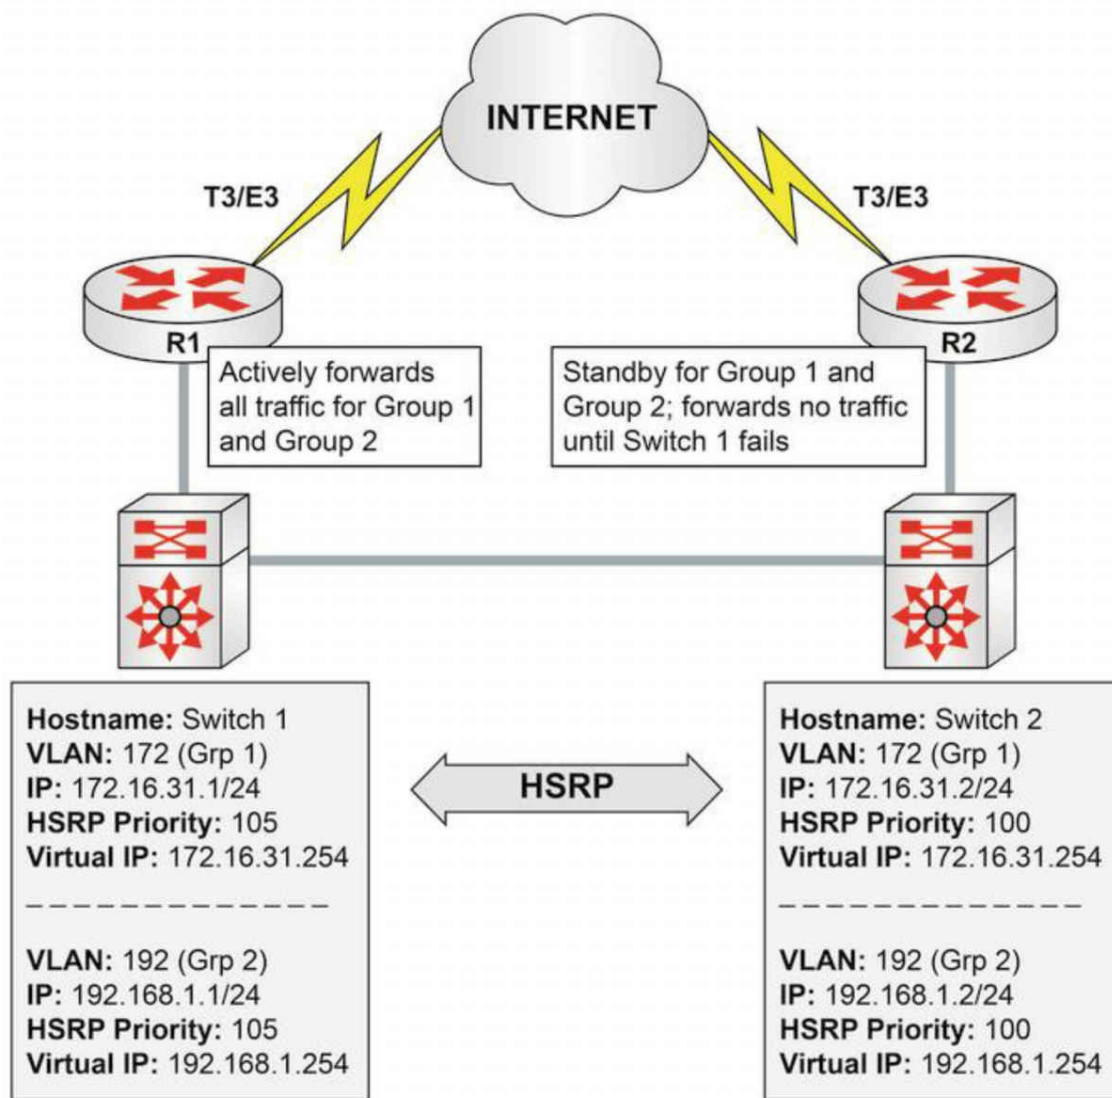 INTERNET
T3/E3
T3/E3
R1
R2
Actively forwards
all traffic for Group 1
and Group 2
Standby for Group 1 and
Group 2; forwards no traffic
until Switch 1 fails
Hostname: Switch 1
VLAN: 172 (Grp 1)
IP: 172.16.31.1/24
HSRP Priority: 105
Virtual IP: 172.16.31.254
VLAN: 192 (Grp 2)
IP: 192.168.1.1/24
HSRP Priority: 105
Virtual IP: 192.168.1.254
HSRP
Hostname: Switch 2
VLAN: 172 (Grp 1)
IP: 172.16.31.2/24
HSRP Priority: 100
Virtual IP: 172.16.31.254
VLAN: 192 (Grp 2)
IP: 192.168.1.2/24
HSRP Priority: 100
Virtual IP: 192.168.1.254